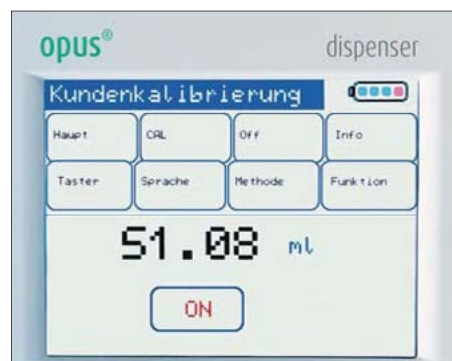 opus® dispenser
Kundenkalibrierung
Haupt CAL Off Info
Taster Sprache Methode Funktion
51.08 ml
ON